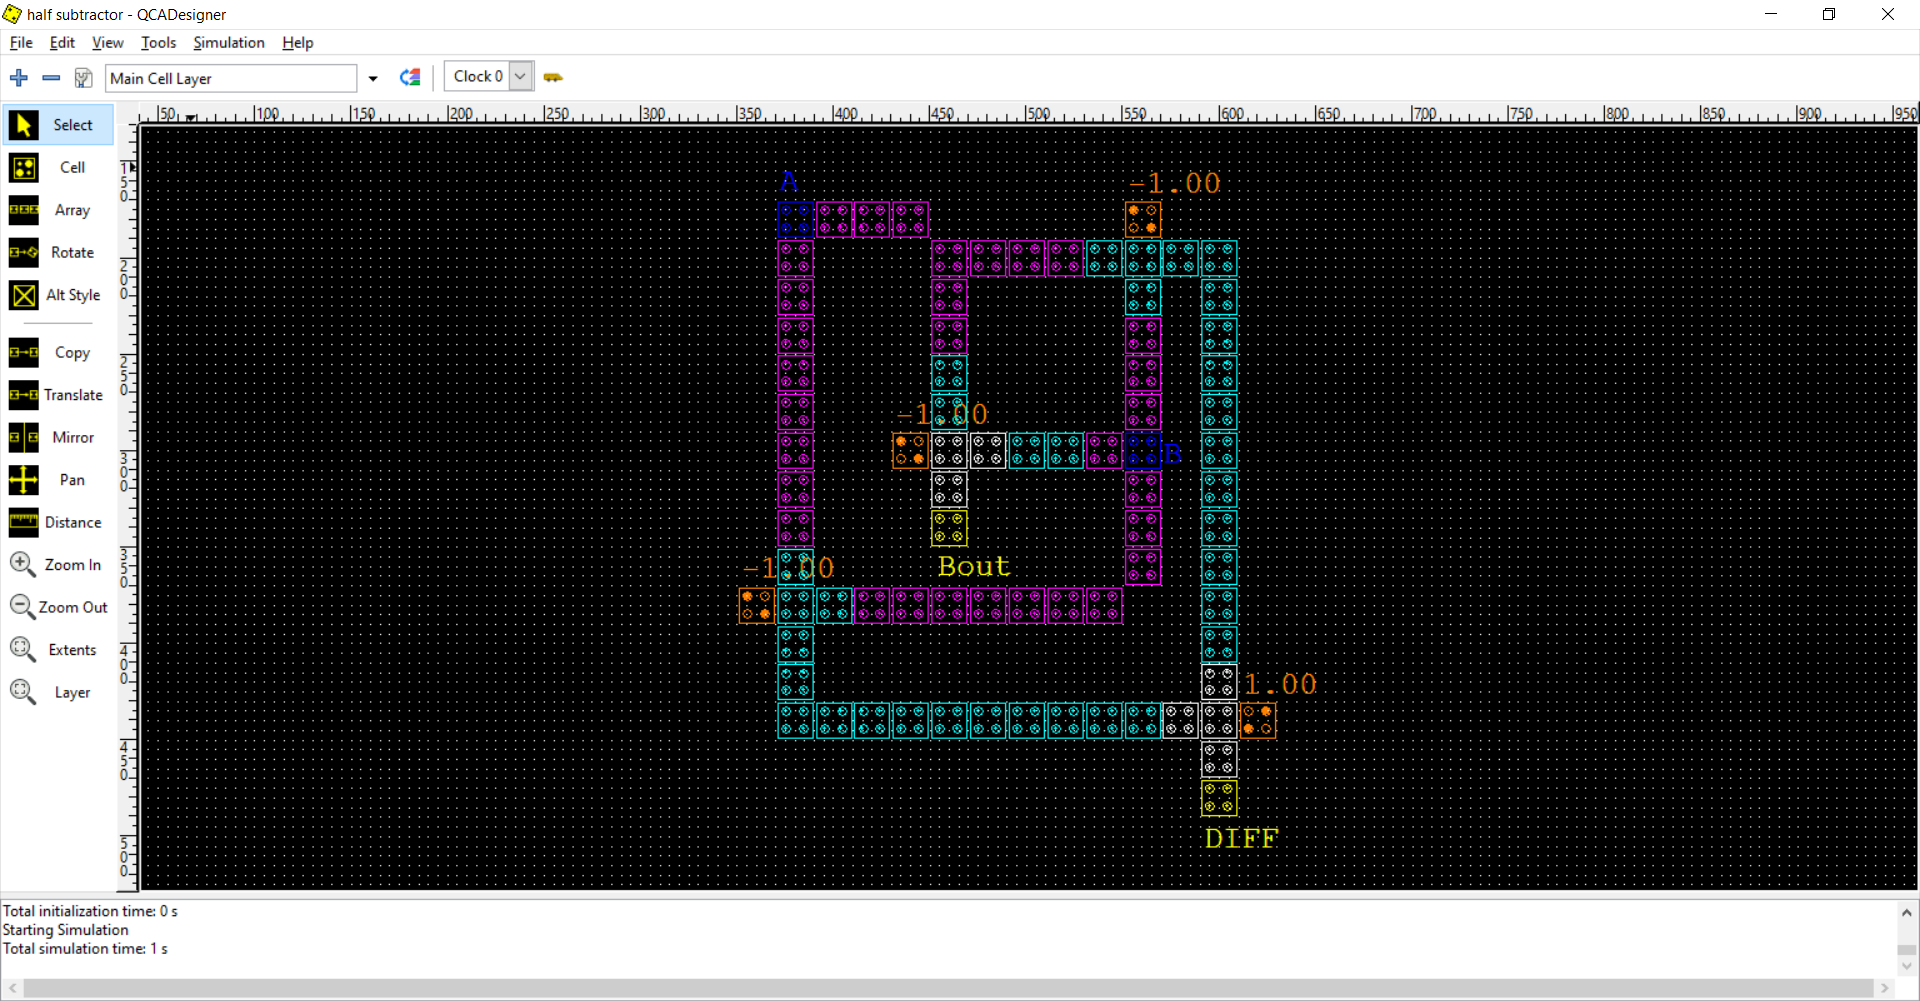 half subtractor - QCADesigner
File Edit View Tools Simulation Help
Main Cell Layer Clock 0
50 100 150 200 250 300 350 400 450 500 550 600 650 700 750 800 850 900 950
Select
Cell
Array
Rotate
Alt Style
Copy
Translate
Mirror
Pan
Distance
Zoom In
Zoom Out
Extents
Layer
150
200
250
300
350
400
450
500
A
-1.00
-1.00
B
Bout
-1.00
1.00
DIFF
Total initialization time: 0 s
Starting Simulation
Total simulation time: 1 s